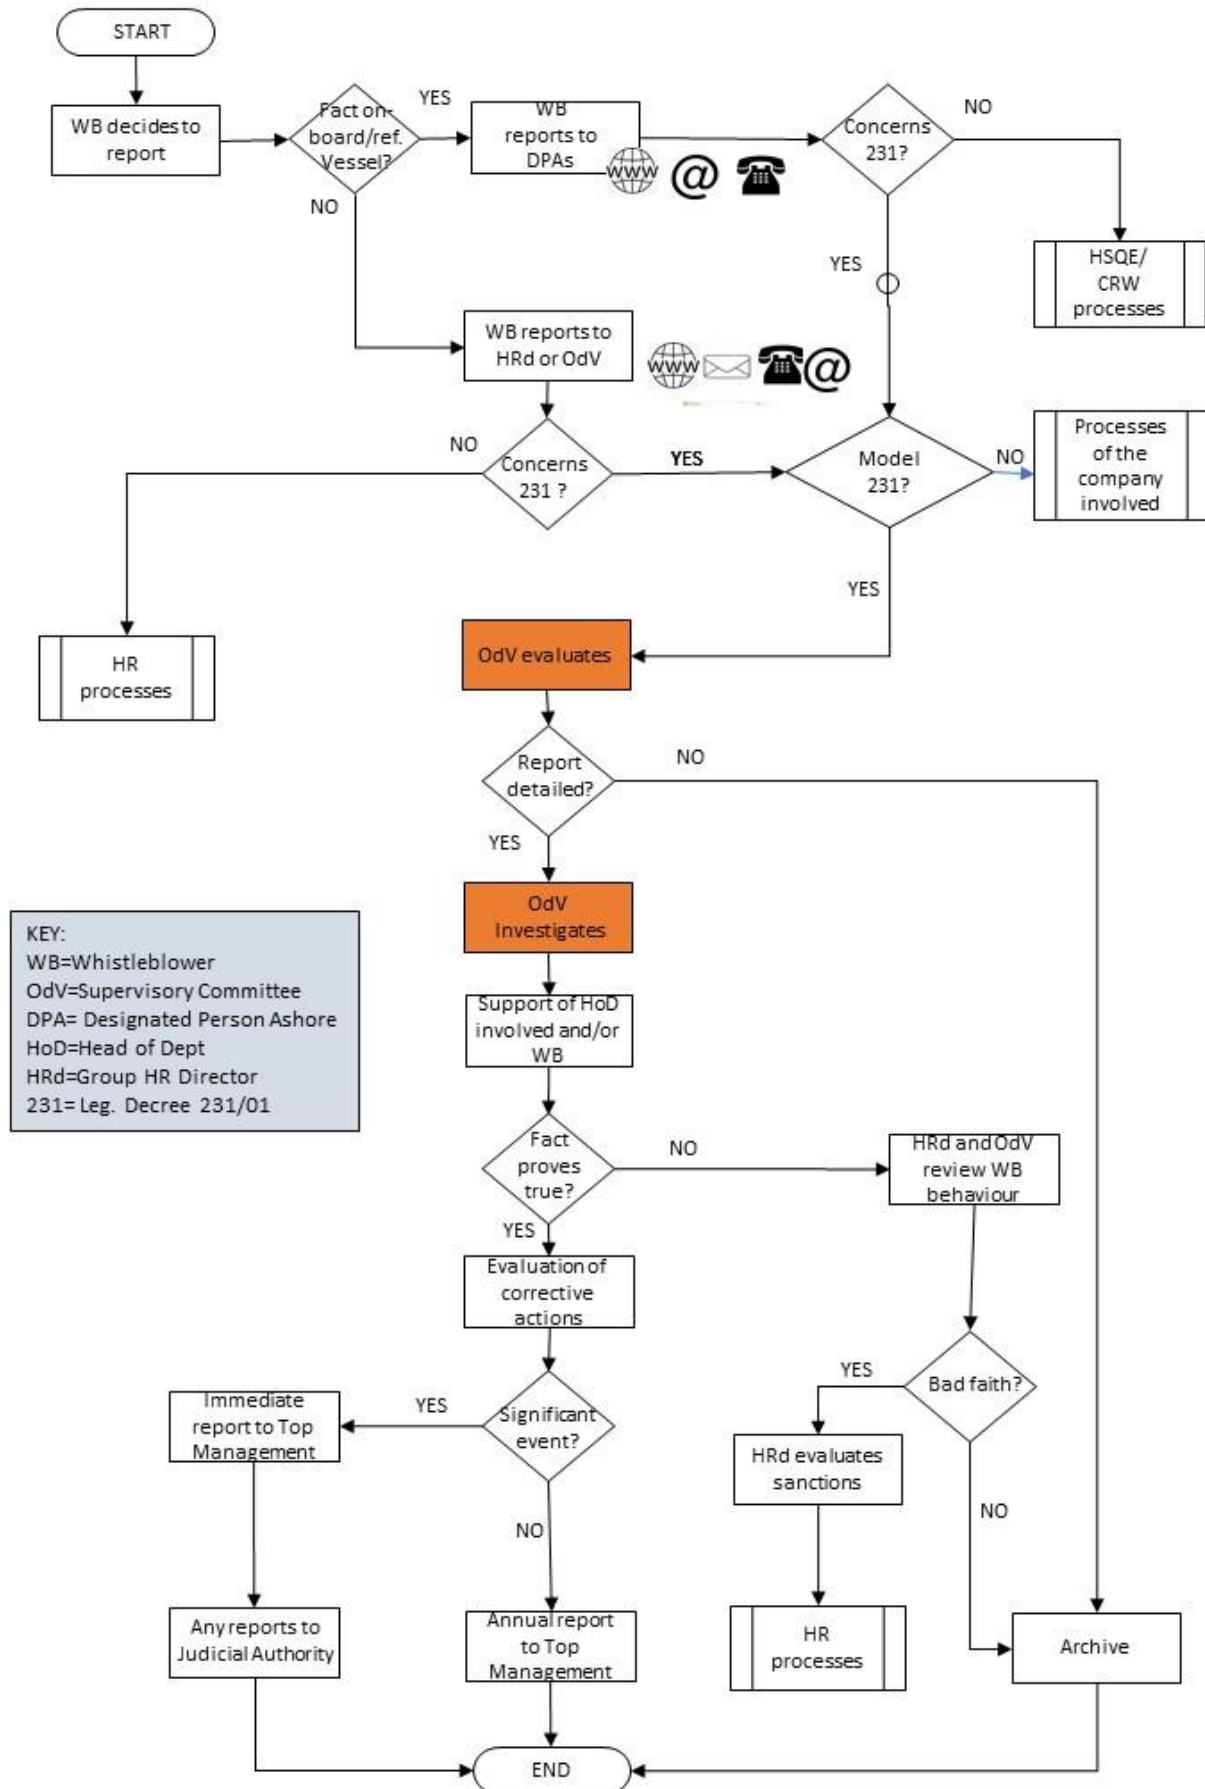 START
WB decides to
report
Fact on-
board/ref.
Vessel?
YES
NO
WB
reports to
DPAs
www
@
Concerns
231?
NO
YES
HSQE/
CRW
processes
WB reports to
HRd or OdV
www
@
NO
Concerns
231 ?
YES
Model
231?
NO
Processes
of the
company
involved
YES
HR
processes
OdV evaluates
Report
detailed?
NO
YES
OdV
Investigates
KEY:
WB=Whistleblower
OdV=Supervisory Committee
DPA= Designated Person Ashore
HoD=Head of Dept
HRd=Group HR Director
231= Leg. Decree 231/01
Support of HoD
involved and/or
WB
Fact
proves
true?
NO
HRd and OdV
review WB
behaviour
YES
Evaluation of
corrective
actions
Bad faith?
YES
NO
Significant
event?
YES
NO
Immediate
report to Top
Management
HRd evaluates
sanctions
Any reports to
Judicial Authority
Annual report
to Top
Management
HR
processes
Archive
END